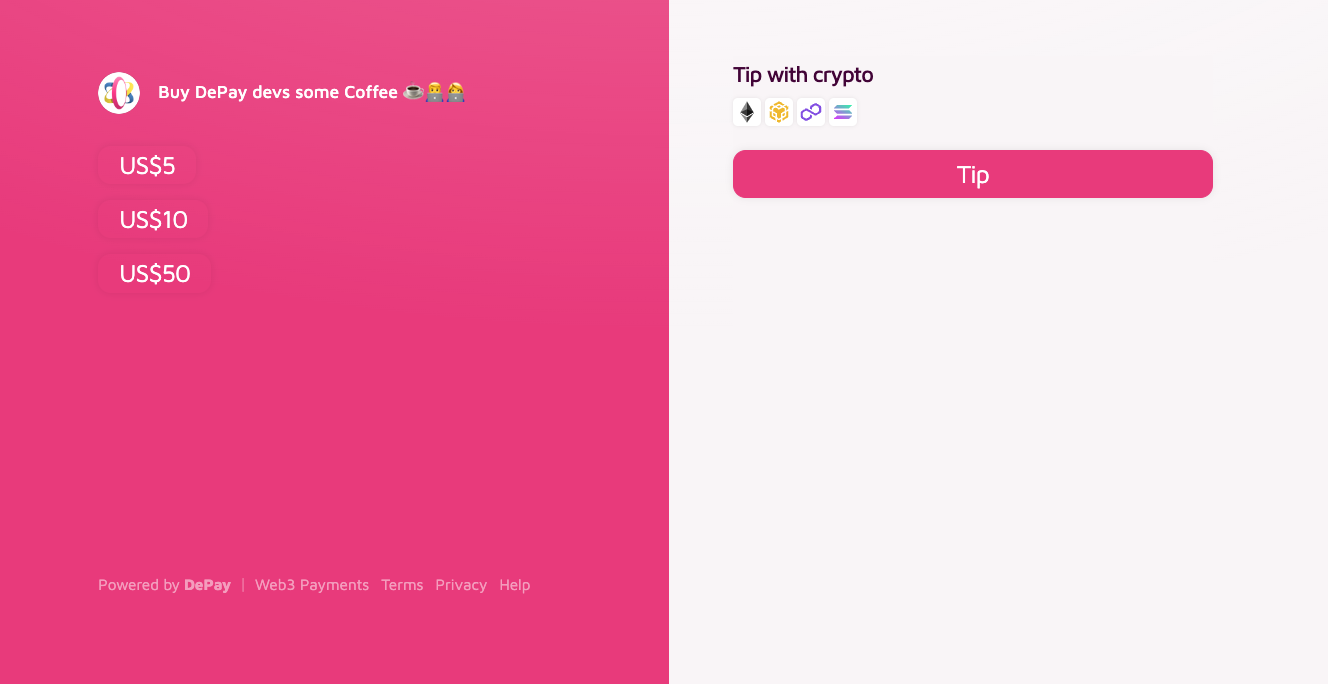 Buy DePay devs some Coffee ☕👨‍💻👩‍💻
US$5
US$10
US$50
Powered by DePay | Web3 Payments Terms Privacy Help
Tip with crypto
Tip